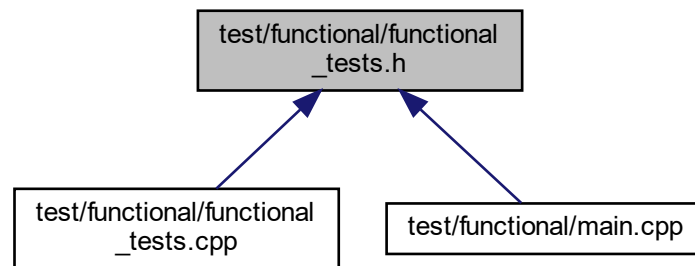 test/functional/functional
_tests.h
test/functional/functional
_tests.cpp
test/functional/main.cpp